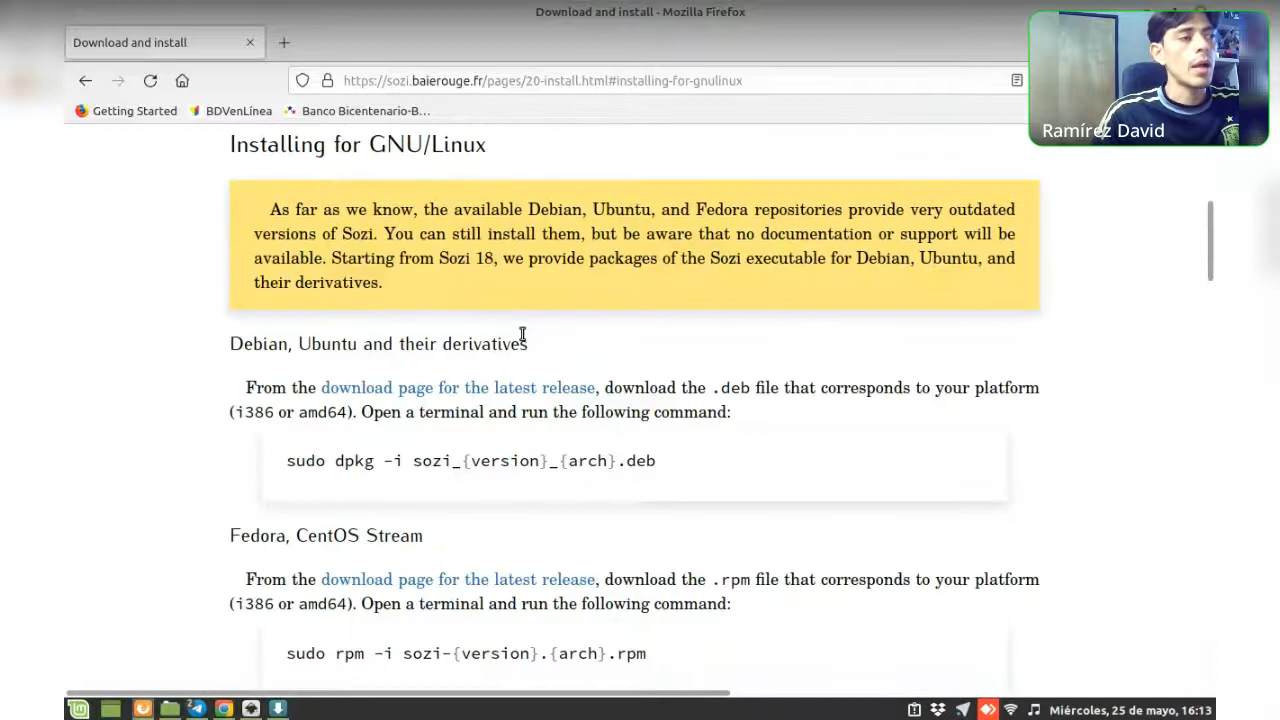 Download and install - Mozilla Firefox
Download and install
https://sozi.baierouge.fr/pages/20-install.html#installing-for-gnulinux
Getting Started BDVenLínea Banco Bicentenario-B...
Ramírez David
Installing for GNU/Linux
As far as we know, the available Debian, Ubuntu, and Fedora repositories provide very outdated
versions of Sozi. You can still install them, but be aware that no documentation or support will be
available. Starting from Sozi 18, we provide packages of the Sozi executable for Debian, Ubuntu, and
their derivatives.
Debian, Ubuntu and their derivatives
From the download page for the latest release, download the .deb file that corresponds to your platform
(i386 or amd64). Open a terminal and run the following command:
sudo dpkg -i sozi_{version}_{arch}.deb
Fedora, CentOS Stream
From the download page for the latest release, download the .rpm file that corresponds to your platform
(i386 or amd64). Open a terminal and run the following command:
sudo rpm -i sozi-{version}.{arch}.rpm
2
Miércoles, 25 de mayo, 16:13